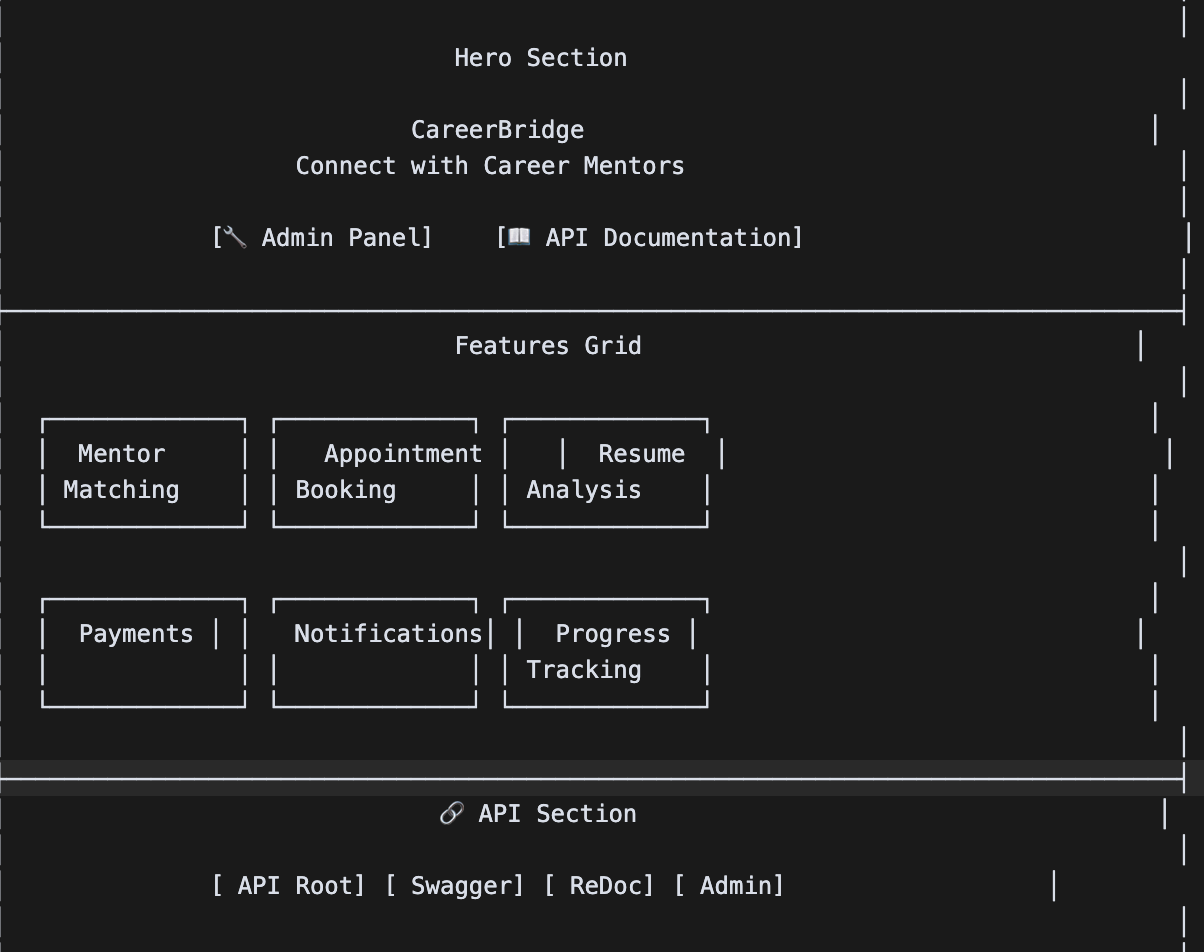 Hero Section
CareerBridge
Connect with Career Mentors
[🔧 Admin Panel] [📖 API Documentation]
Features Grid
Mentor Appointment Resume
Matching Booking Analysis
Payments Notifications Progress
Tracking
🔗 API Section
[ API Root] [ Swagger] [ ReDoc] [ Admin]